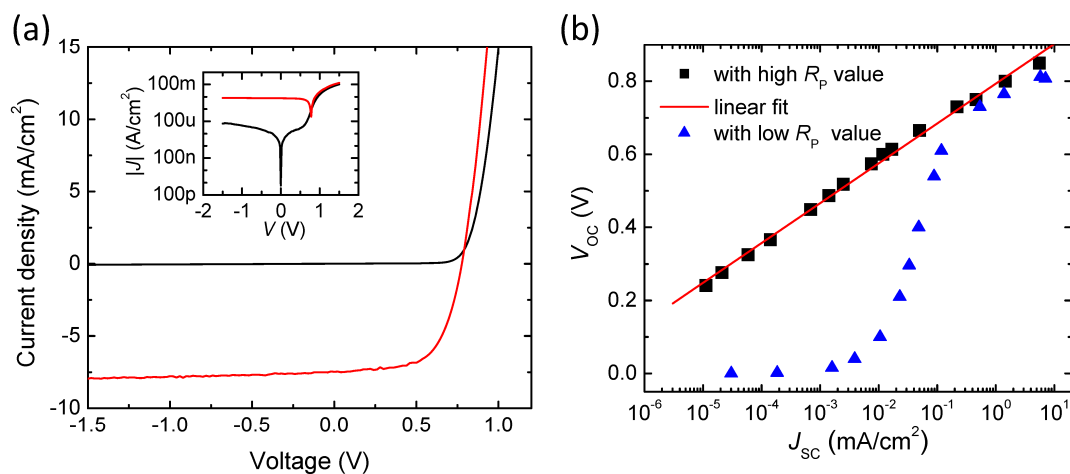 (a)
15
10
5
0
-5
-10
-1.5 -1.0 -0.5 0.0 0.5 1.0
Voltage (V)
Current density (mA/cm²)
100m
100u
100n
100p
-2 -1 0 1 2
V (V)
|J| (A/cm²)
(b)
0.8
0.6
0.4
0.2
0.0
10⁻⁶ 10⁻⁵ 10⁻⁴ 10⁻³ 10⁻² 10⁻¹ 10⁰ 10¹
J_SC (mA/cm²)
V_OC (V)
with high R_P value
linear fit
with low R_P value